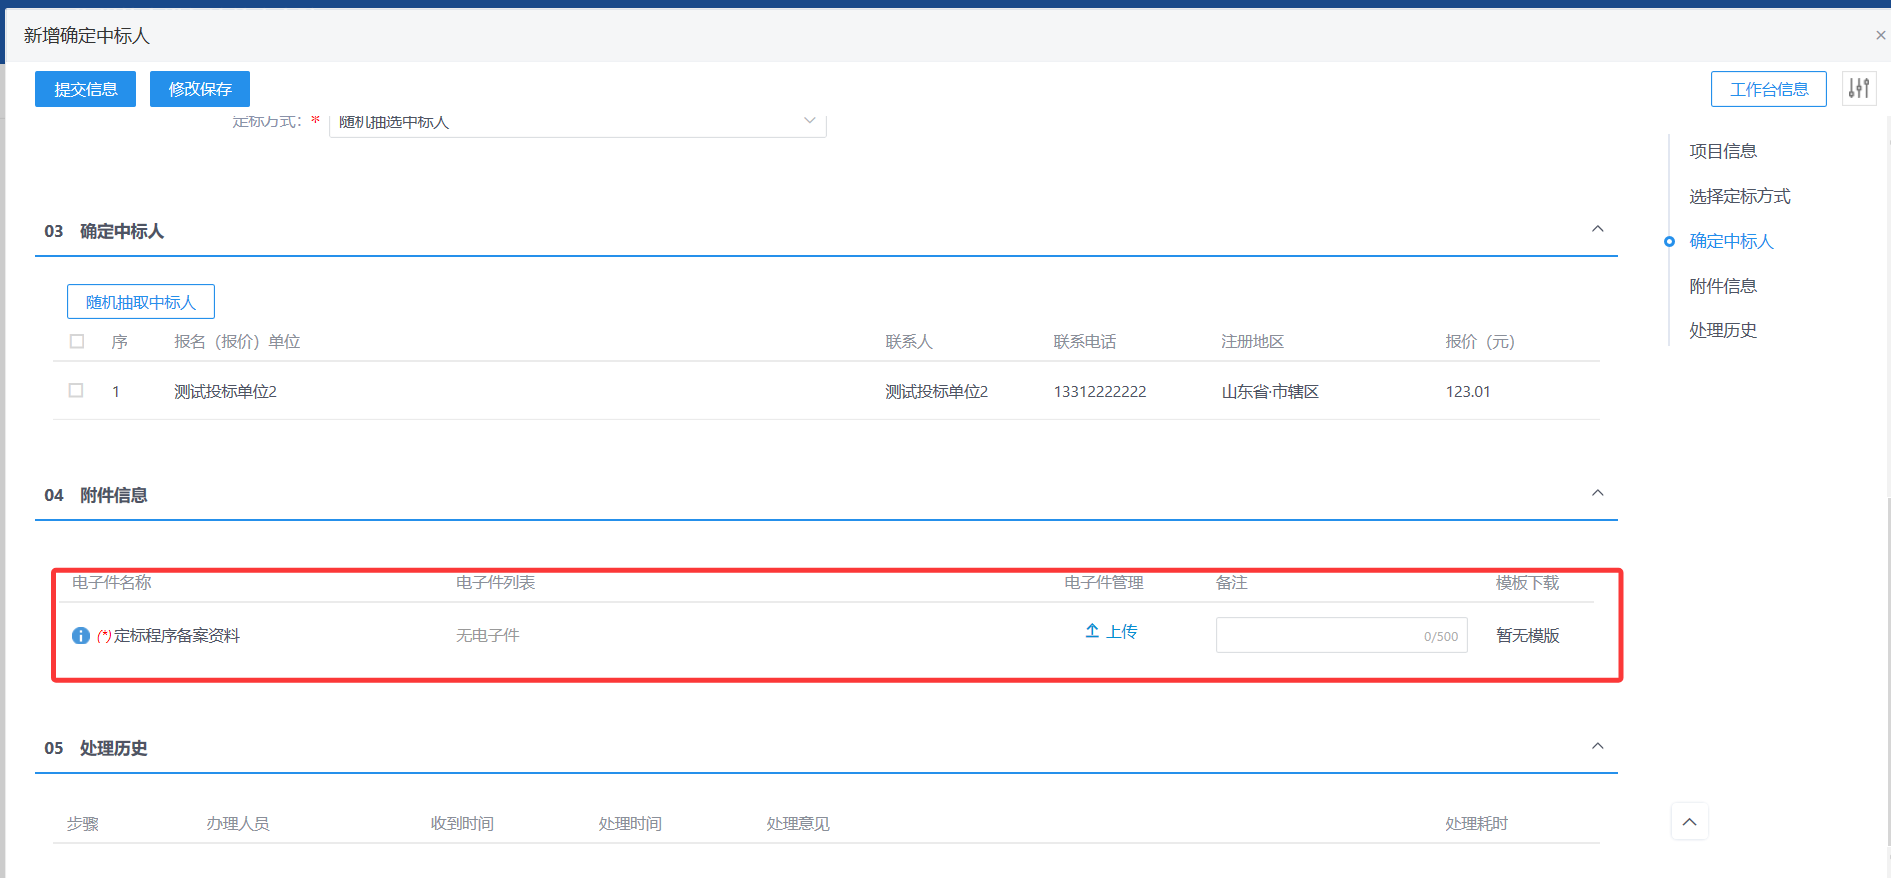 新增确定中标人
×
提交信息 修改保存 工作台信息
定标方式：* 随机抽选中标人
项目信息
选择定标方式
确定中标人
附件信息
处理历史
03 确定中标人
随机抽取中标人
序 报名（报价）单位 联系人 联系电话 注册地区 报价（元）
1 测试投标单位2 测试投标单位2 13312222222 山东省·市辖区 123.01
04 附件信息
电子件名称 电子件列表 电子件管理 备注 模板下载
(*)定标程序备案资料 无电子件 上传 0/500 暂无模版
05 处理历史
步骤 办理人员 收到时间 处理时间 处理意见 处理耗时